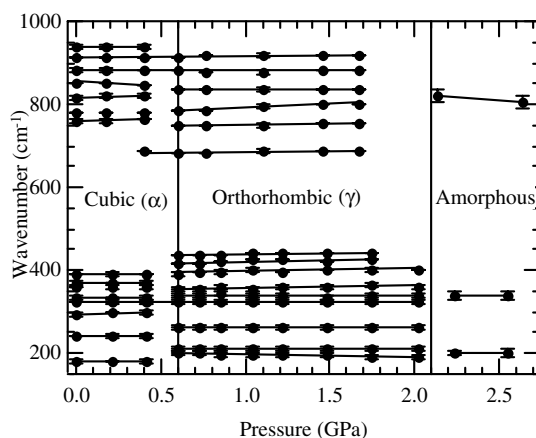 1000
800
600
400
200
Wavenumber (cm-1)
Cubic (α)
Orthorhombic (γ)
Amorphous
0.0
0.5
1.0
1.5
2.0
2.5
Pressure (GPa)